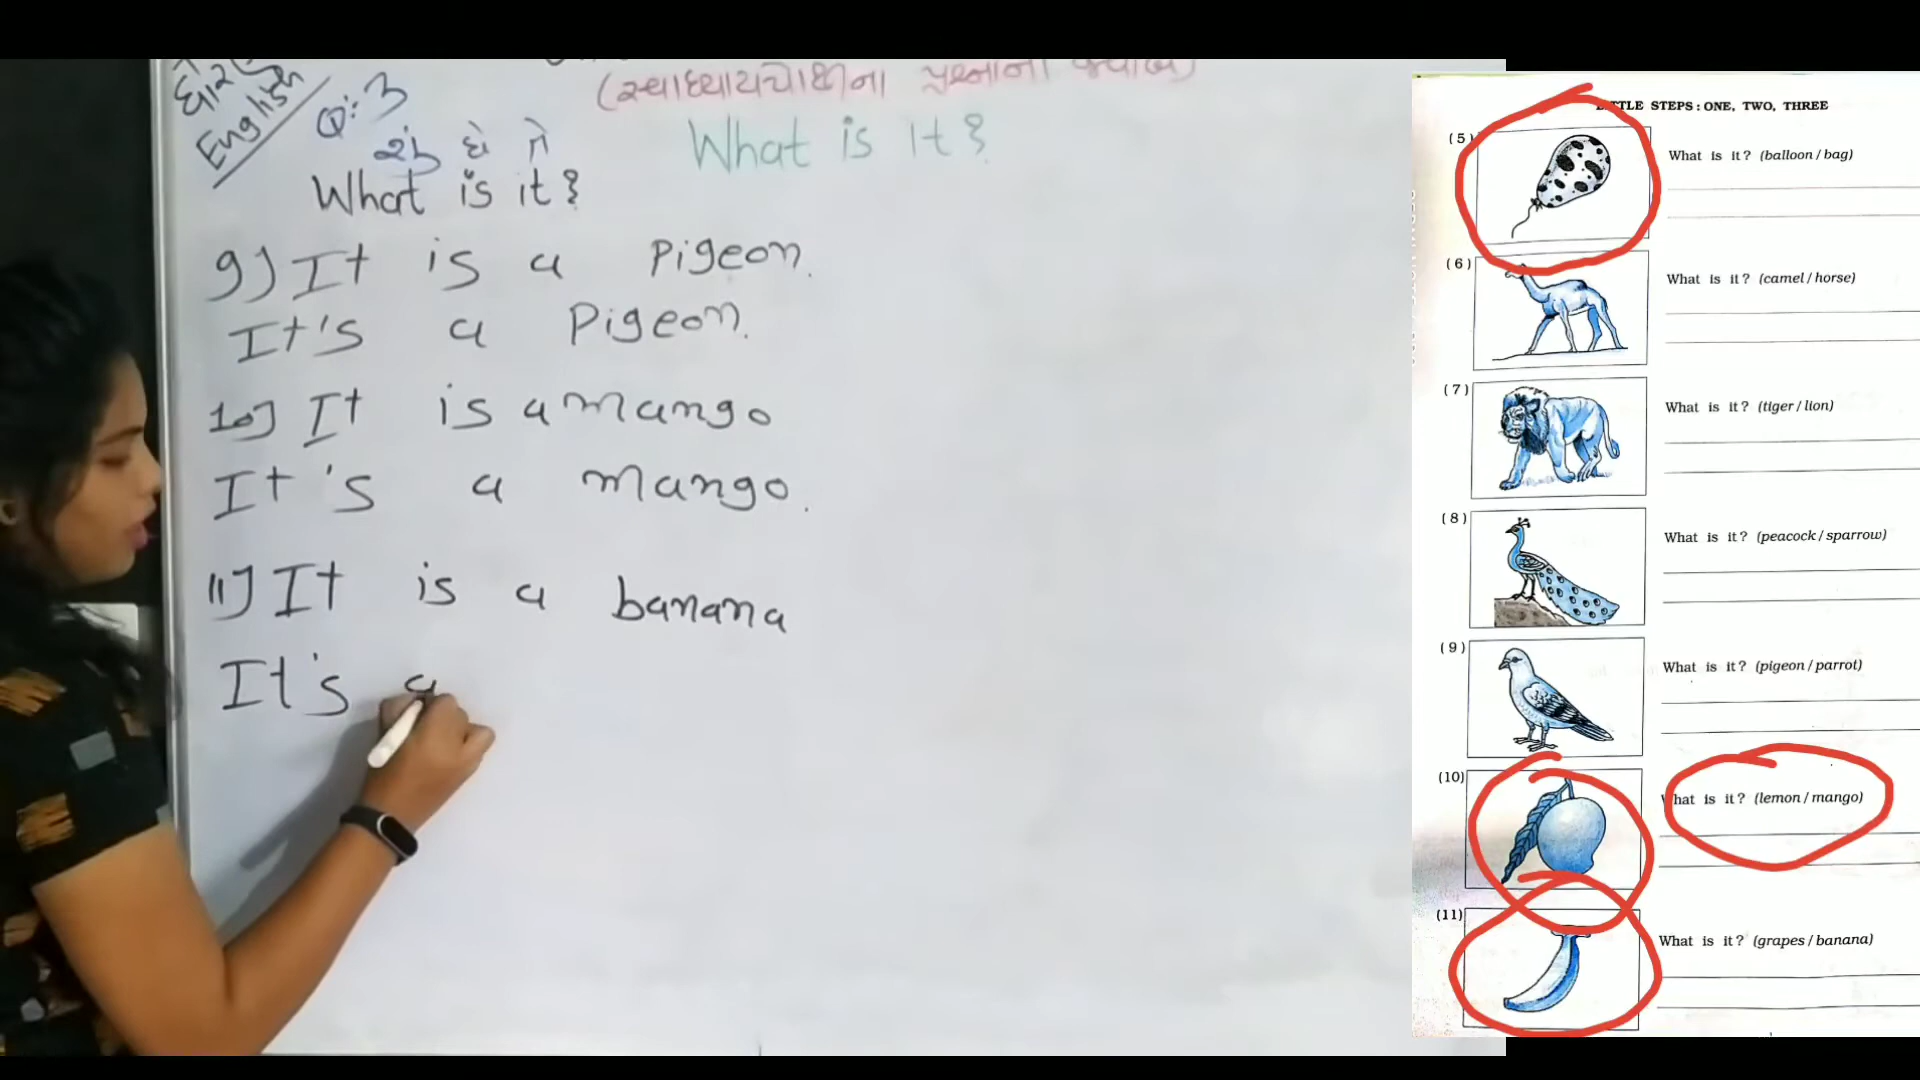 English
Q:3
(સ્વાધ્યાયપોથીના પ્રશ્નોના જવાબ)
શું છે તે
What is it?
What is it?
9) It is a Pigeon.
It's a Pigeon.
10] It is a mango
It's a mango.
11] It is a banana
It's a
STEPS : ONE, TWO, THREE
(5)
What is it? (balloon / bag)
(6)
What is it? (camel / horse)
(7)
What is it? (tiger / lion)
(8)
What is it? (peacock / sparrow)
(9)
What is it? (pigeon / parrot)
(10)
What is it? (lemon / mango)
(11)
What is it? (grapes / banana)